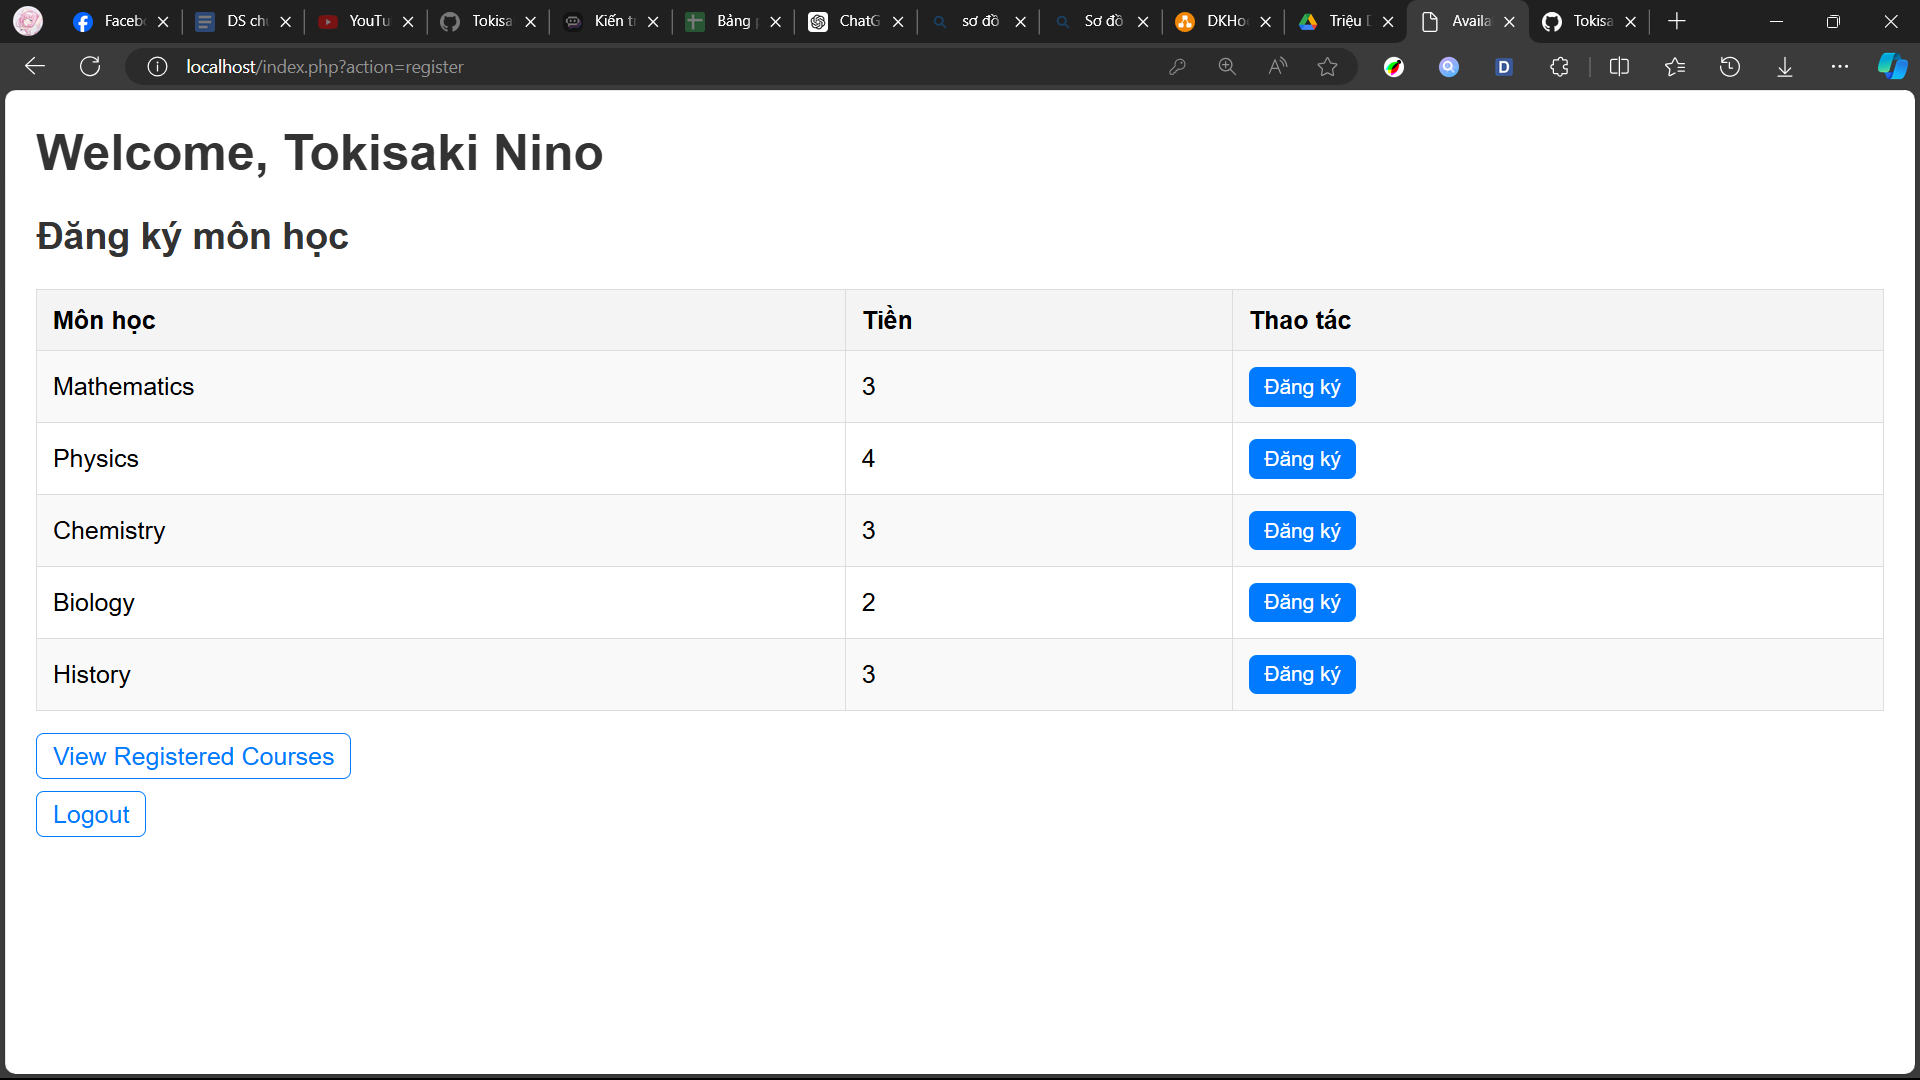 Faceb
DS ch
YouTu
Tokisa
Kiến t
Bảng
ChatG
sơ đồ
Sơ đồ
DKHo
Triệu
Availa
Tokisa
localhost/index.php?action=register
Welcome, Tokisaki Nino
Đăng ký môn học
Môn học Tiền Thao tác
Mathematics 3 Đăng ký
Physics 4 Đăng ký
Chemistry 3 Đăng ký
Biology 2 Đăng ký
History 3 Đăng ký
View Registered Courses
Logout